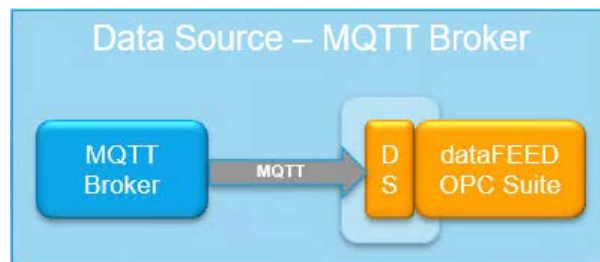 Data Source – MQTT Broker
MQTT
Broker
MQTT
D
S
dataFEED
OPC Suite